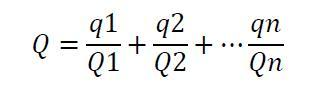 Q = q1/Q1 + q2/Q2 + ⋯ qn/Qn